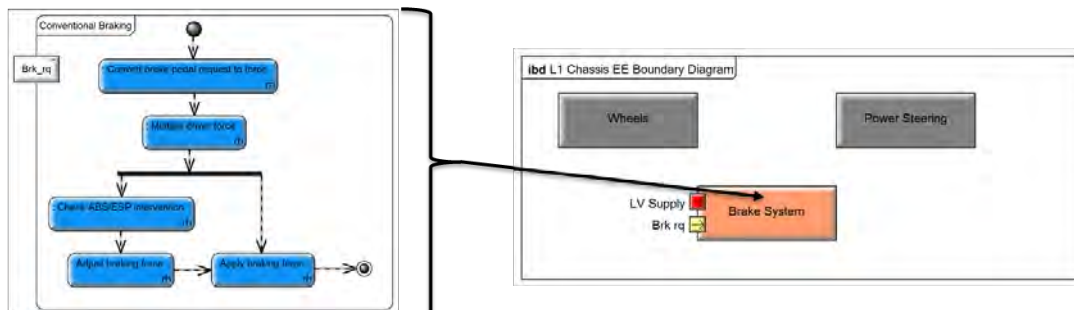 Conventional Braking
Brk_rq
: Convert brake pedal request to force
: Multiple driver force
: Check ABS/ESP intervention
: Adjust braking force
: Apply braking force
ibd L1 Chassis EE Boundary Diagram
Wheels
Power Steering
LV Supply
Brk rq
Brake System